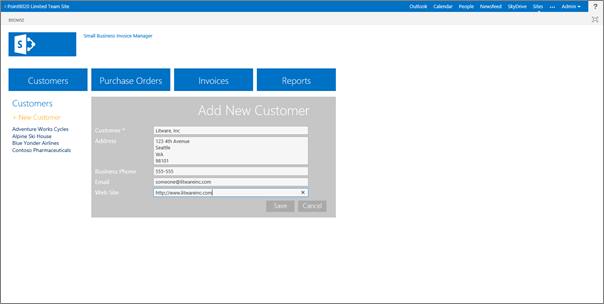 Point8020 Limited Team Site
Outlook Calendar People Newsfeed SkyDrive Sites ••• Admin ?
BROWSE
S
Small Business Invoice Manager
Customers Purchase Orders Invoices Reports
Customers
+ New Customer
Adventure Works Cycles
Alpine Ski House
Blue Yonder Airlines
Contoso Pharmaceuticals
Add New Customer
Customer * Litware, Inc
Address 123 4th Avenue
Seattle
WA
98101
Business Phone 555-555
Email somwone@litwareinc.com
Web Site http://www.litwareinc.com
Save Cancel